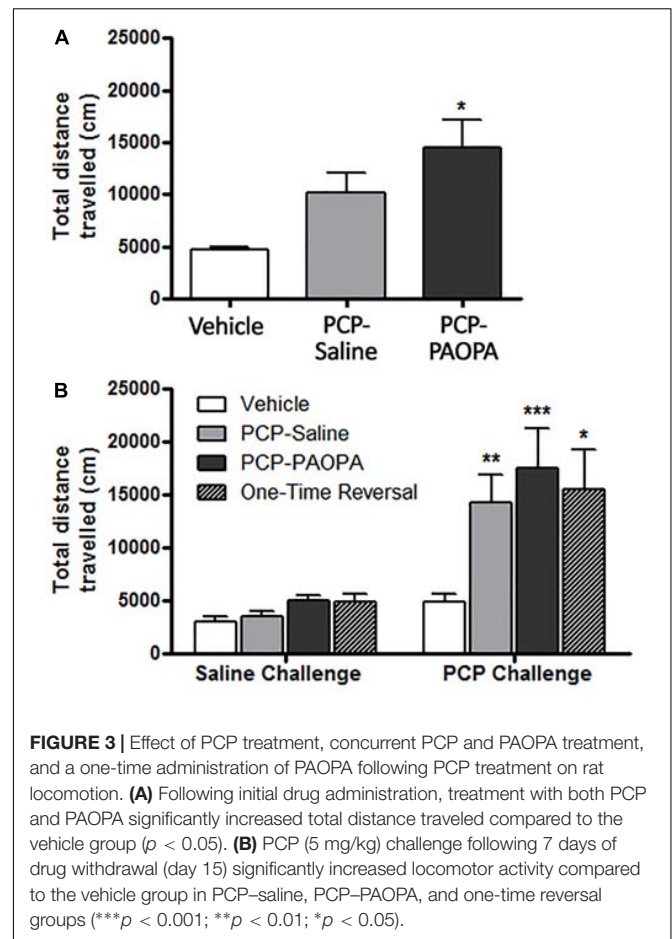 A
25000
20000
15000
10000
5000
0
Total distance
travelled (cm)
*
Vehicle
PCP-
Saline
PCP-
PAOPA
B
25000
20000
15000
10000
5000
0
Total distance
travelled (cm)
Vehicle
PCP-Saline
PCP-PAOPA
One-Time Reversal
**
***
*
Saline Challenge
PCP Challenge
FIGURE 3 | Effect of PCP treatment, concurrent PCP and PAOPA treatment,
and a one-time administration of PAOPA following PCP treatment on rat
locomotion. (A) Following initial drug administration, treatment with both PCP
and PAOPA significantly increased total distance traveled compared to the
vehicle group (p < 0.05). (B) PCP (5 mg/kg) challenge following 7 days of
drug withdrawal (day 15) significantly increased locomotor activity compared
to the vehicle group in PCP–saline, PCP–PAOPA, and one-time reversal
groups (***p < 0.001; **p < 0.01; *p < 0.05).